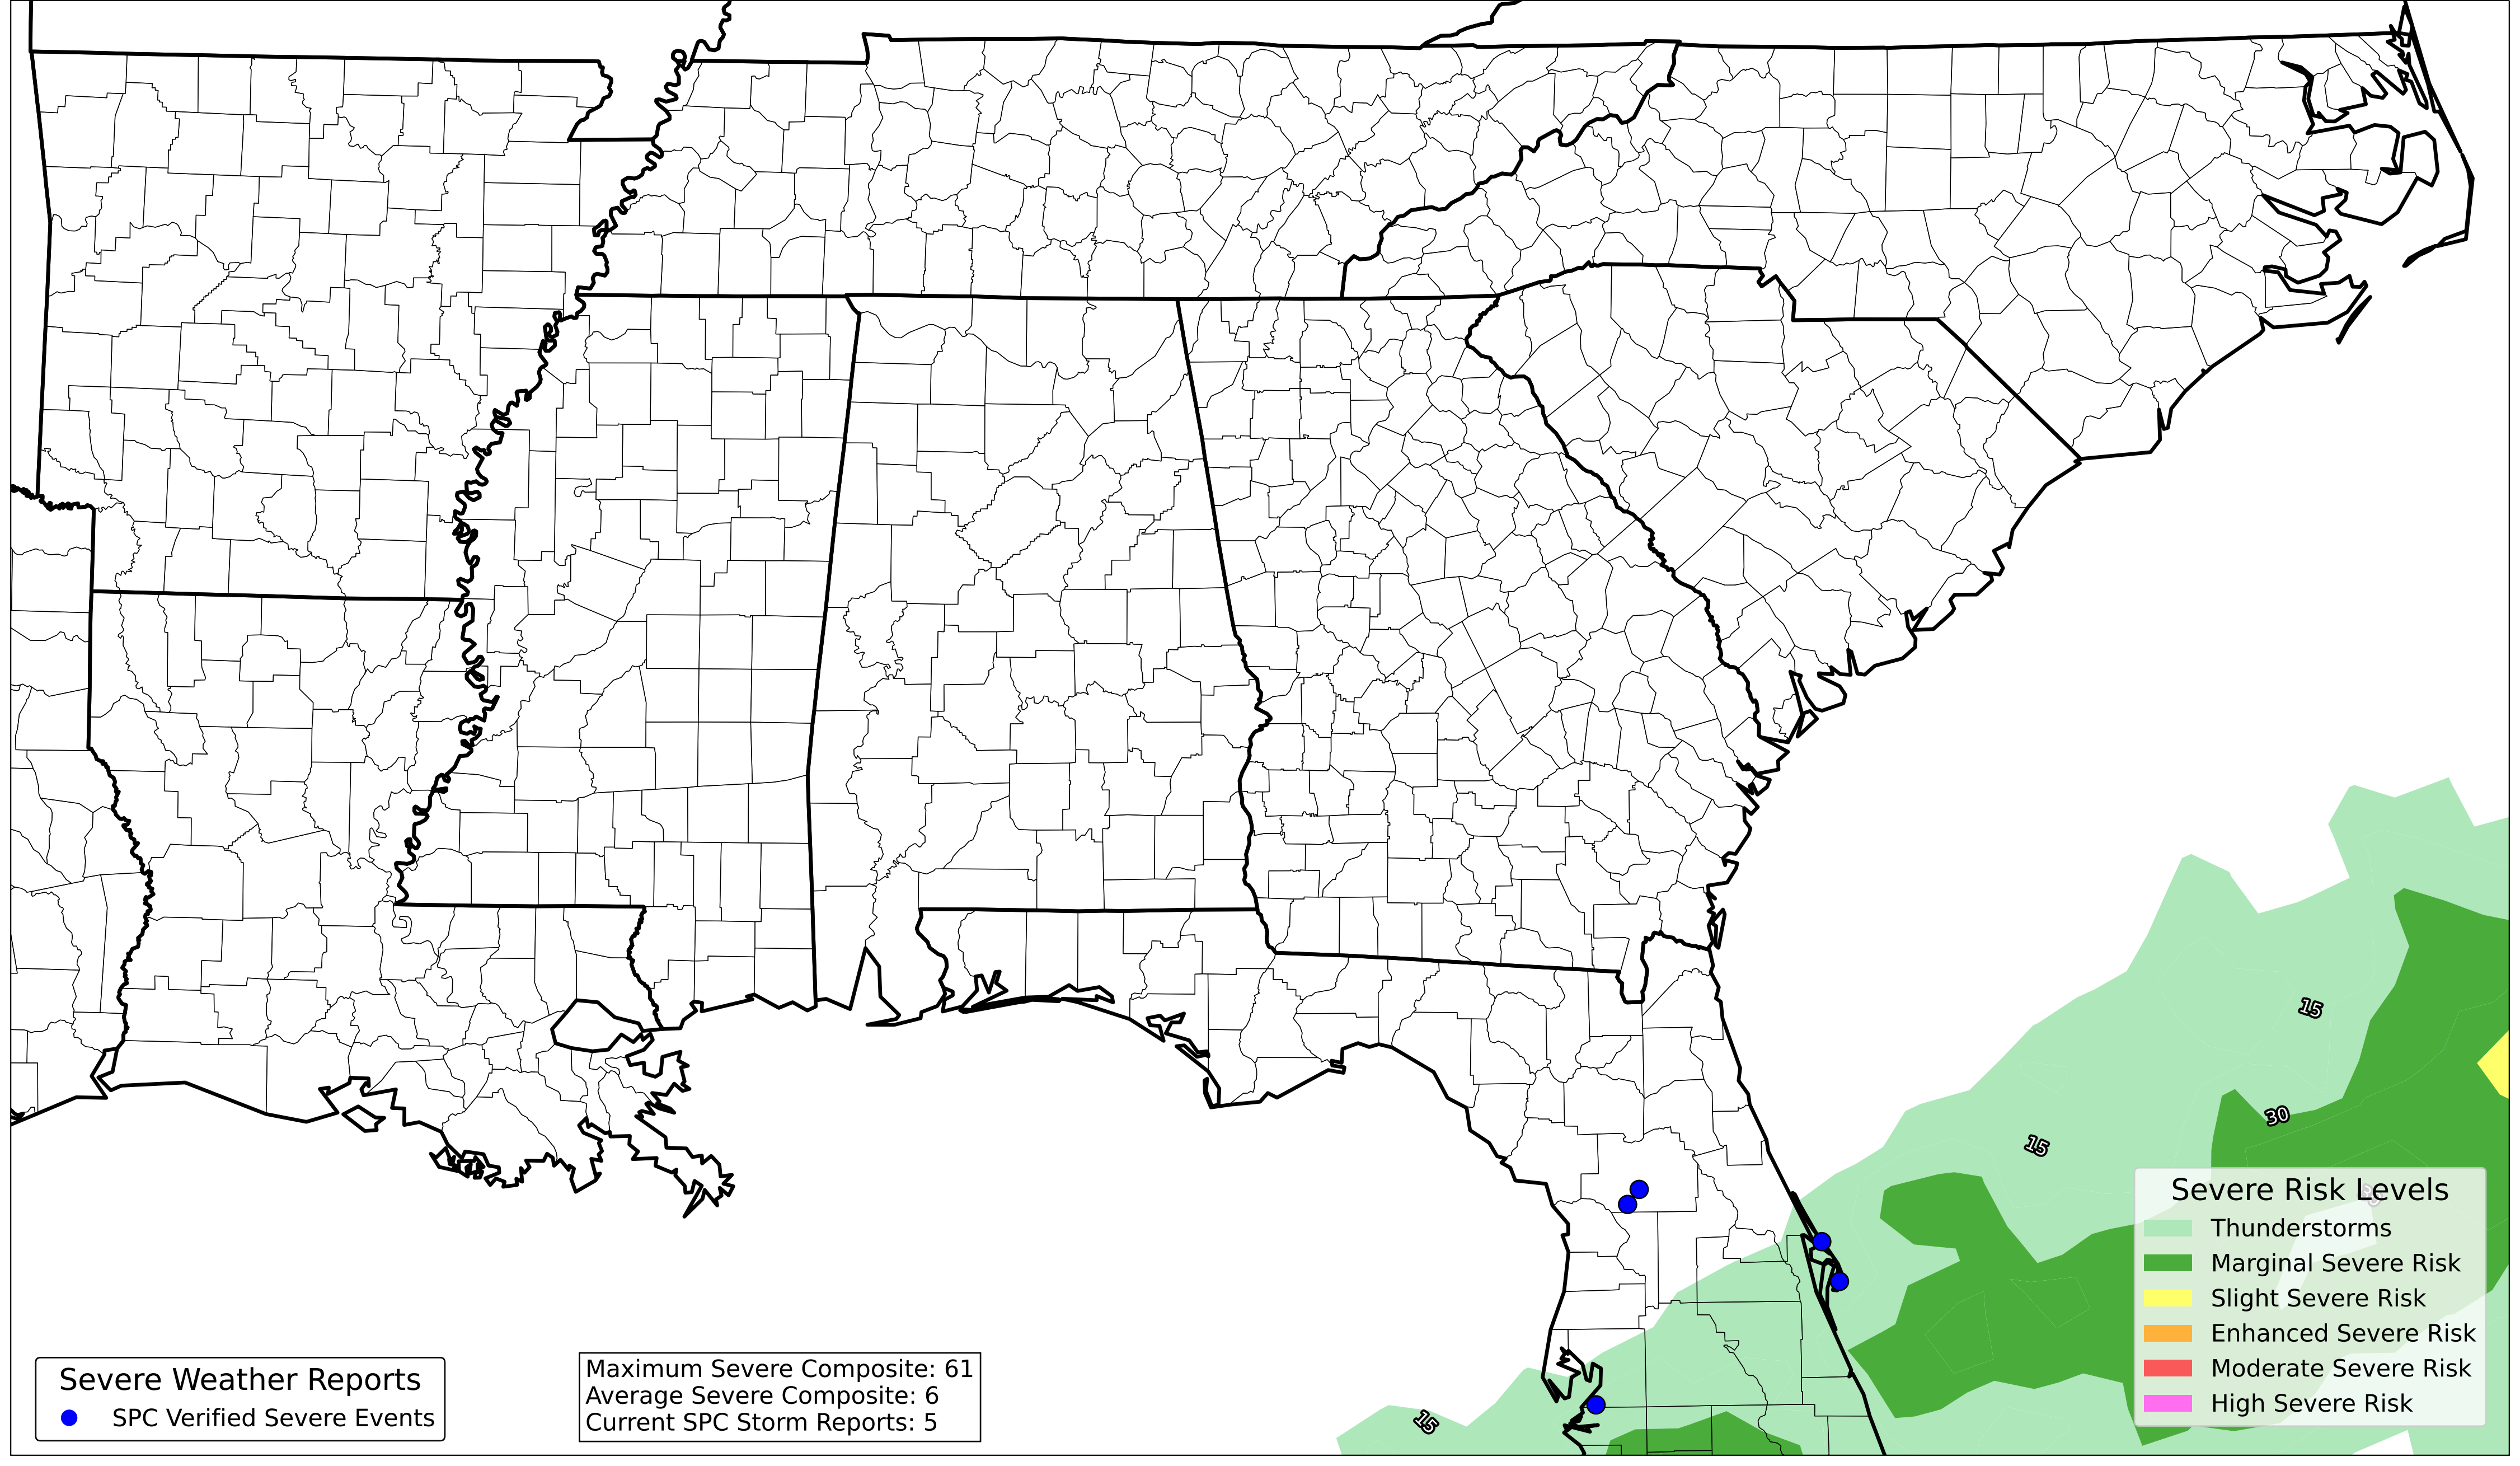 15
30
15
Severe Risk Levels
Thunderstorms
Marginal Severe Risk
Slight Severe Risk
Enhanced Severe Risk
Moderate Severe Risk
High Severe Risk
Severe Weather Reports
SPC Verified Severe Events
Maximum Severe Composite: 61
Average Severe Composite: 6
Current SPC Storm Reports: 5
15